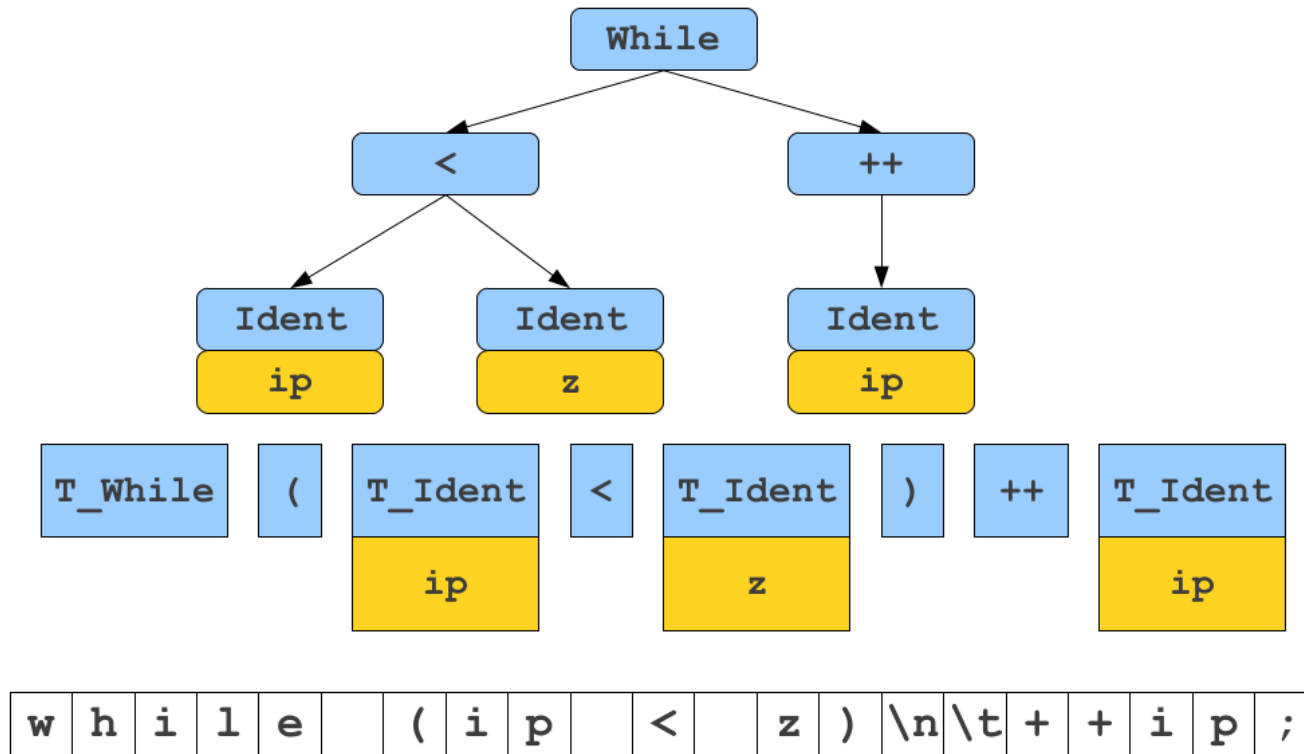 While
< ++
Ident Ident Ident
ip z ip
T_While ( T_Ident < T_Ident ) ++ T_Ident
ip z ip
w h i l e ( i p < z ) \n \t + + i p ;